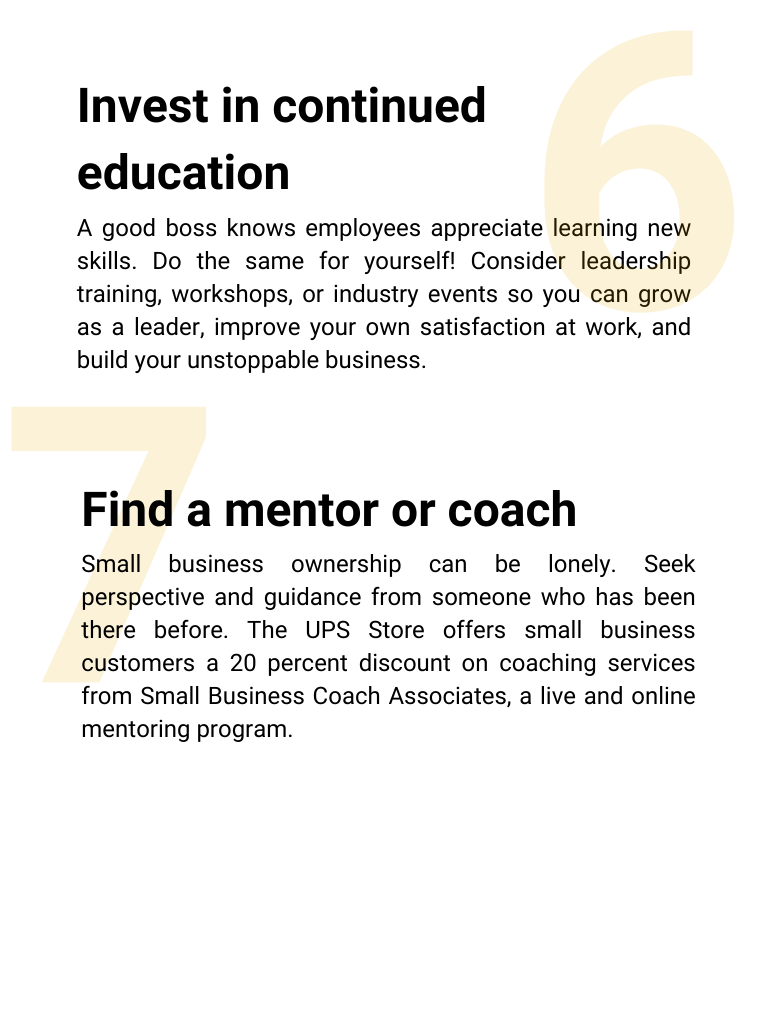 6
Invest in continued
education
A good boss knows employees appreciate learning new
skills. Do the same for yourself! Consider leadership
training, workshops, or industry events so you can grow
as a leader, improve your own satisfaction at work, and
build your unstoppable business.
7
Find a mentor or coach
Small business ownership can be lonely. Seek
perspective and guidance from someone who has been
there before. The UPS Store offers small business
customers a 20 percent discount on coaching services
from Small Business Coach Associates, a live and online
mentoring program.